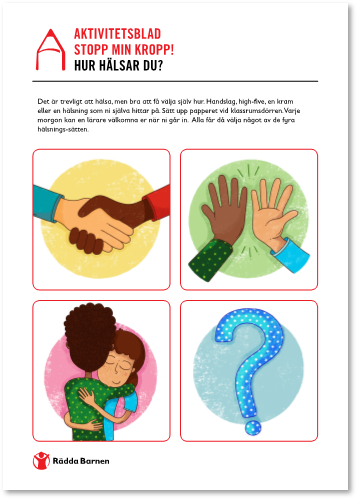 AKTIVITETSBLAD
STOPP MIN KROPP!
HUR HÄLSAR DU?
Det är trevligt att hälsa, men bra att få välja själv hur. Handslag, high-five, en kram
eller en hälsning som ni själva hittar på. Sätt upp papperet vid klassrumsdörren. Varje
morgon kan en lärare välkomna er när ni går in. Alla får då välja något av de fyra
hälsnings-sätten.
Rädda Barnen